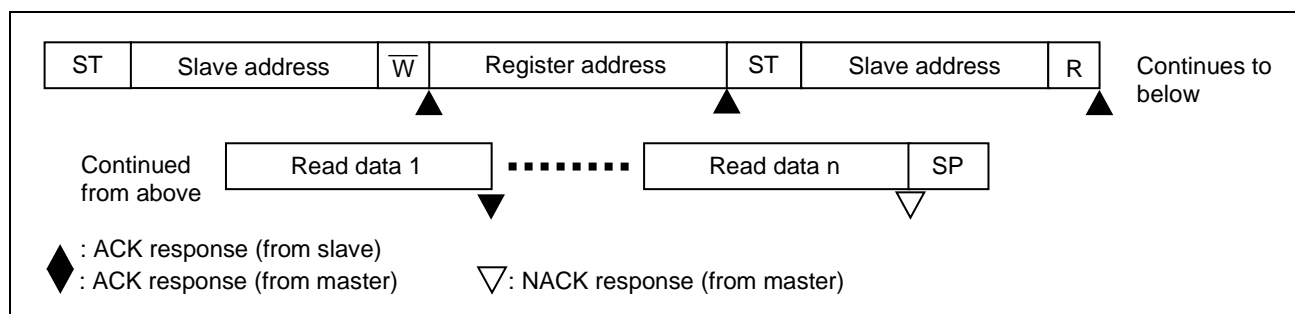 ST Slave address W̅ Register address ST Slave address R Continues to
below
Continued Read data 1 Read data n SP
from above
: ACK response (from slave)
: ACK response (from master) : NACK response (from master)